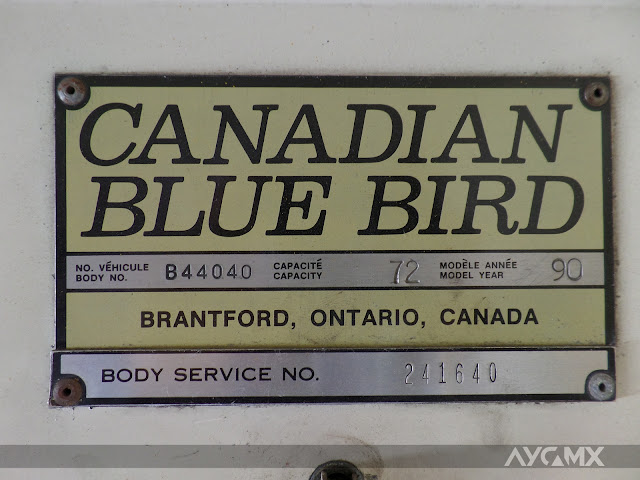 CANADIAN
BLUE BIRD
NO. VÉHICULE B44040 CAPACITÉ 72 MODÈLE ANNÉE 90
BODY NO. CAPACITY MODEL YEAR
BRANTFORD, ONTARIO, CANADA
BODY SERVICE NO. 241640
AYCMX